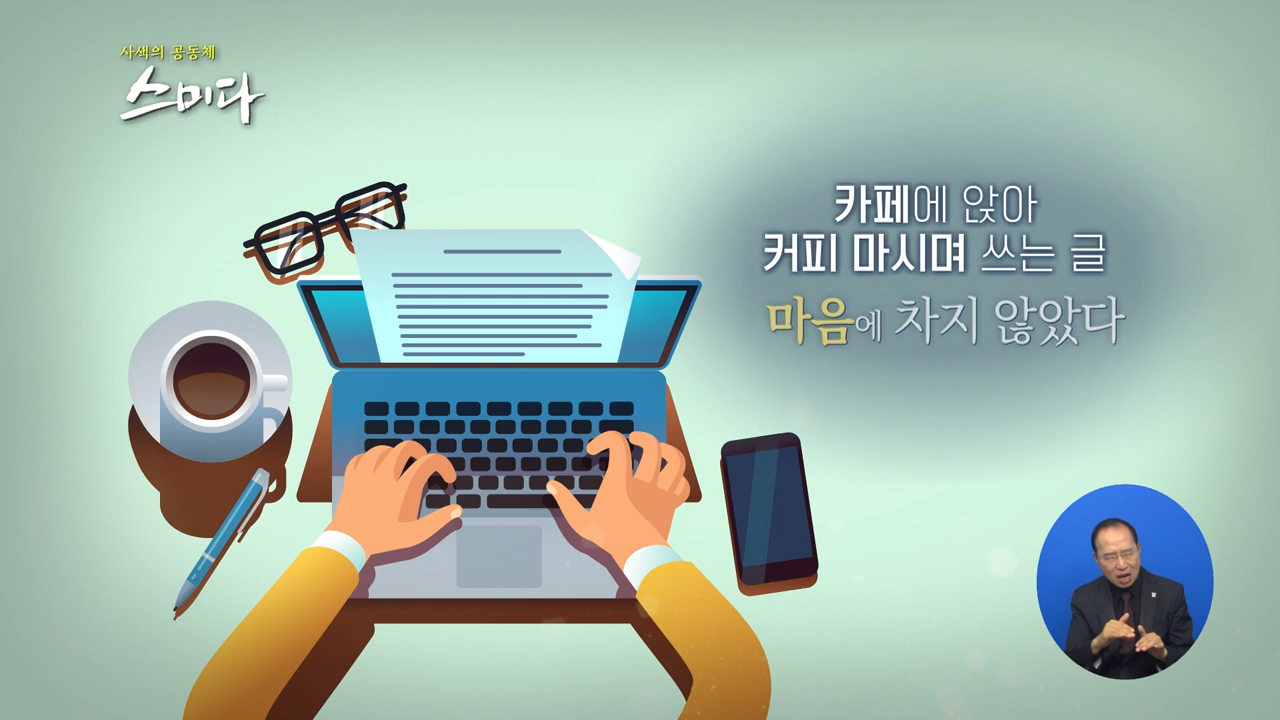 사색의 공동체
스미다
카페에 앉아
커피 마시며 쓰는 글
마음에 차지 않았다